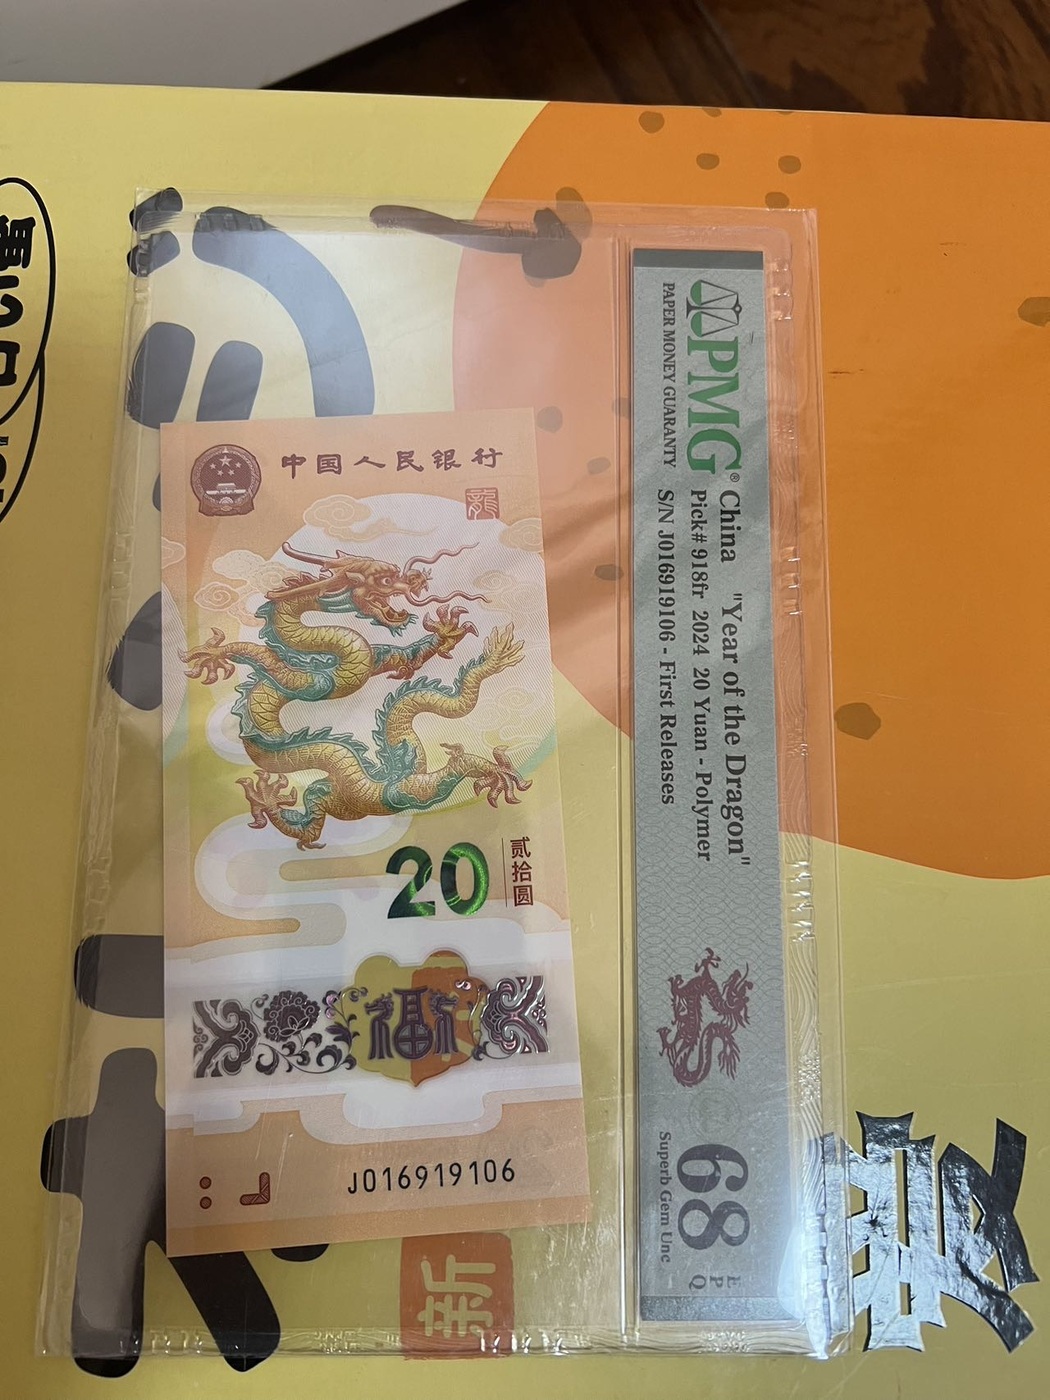 中国人民银行
龍
20
贰拾圆
福
J016919106
PMG®
PAPER MONEY GUARANTY
China "Year of the Dragon"
Pick# 918fr 2024 20 Yuan - Polymer
S/N J016919106 - First Releases
68
EPQ
Superb Gem Unc
新